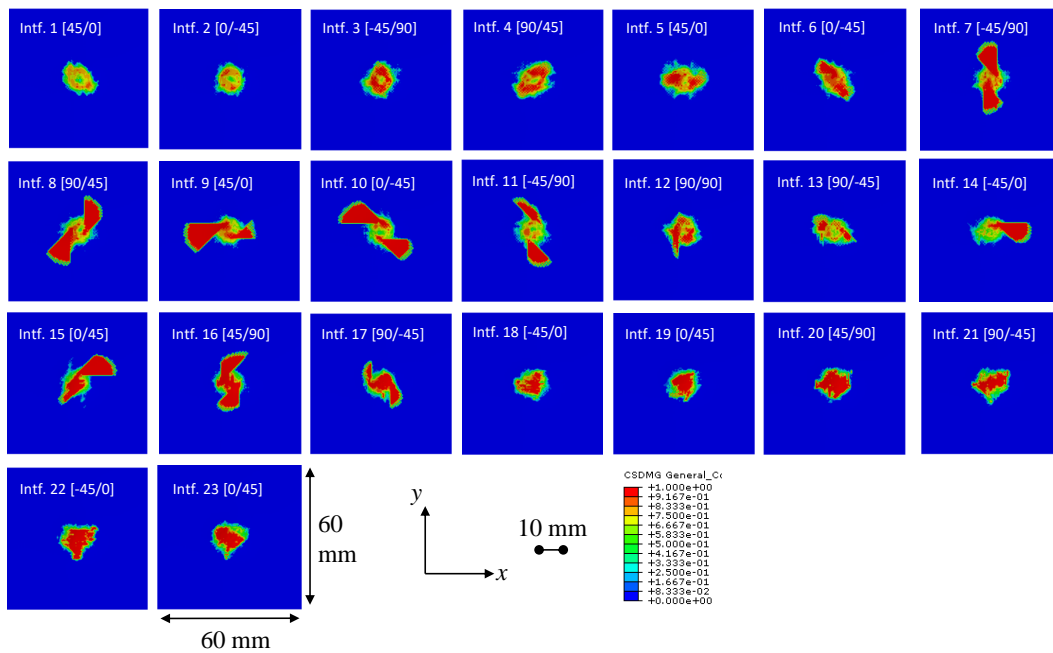 Intf. 1 [45/0]
Intf. 2 [0/-45]
Intf. 3 [-45/90]
Intf. 4 [90/45]
Intf. 5 [45/0]
Intf. 6 [0/-45]
Intf. 7 [-45/90]
Intf. 8 [90/45]
Intf. 9 [45/0]
Intf. 10 [0/-45]
Intf. 11 [-45/90]
Intf. 12 [90/90]
Intf. 13 [90/-45]
Intf. 14 [-45/0]
Intf. 15 [0/45]
Intf. 16 [45/90]
Intf. 17 [90/-45]
Intf. 18 [-45/0]
Intf. 19 [0/45]
Intf. 20 [45/90]
Intf. 21 [90/-45]
Intf. 22 [-45/0]
Intf. 23 [0/45]
60
mm
60 mm
y
x
10 mm
CSDMG General_Co
+1.000e+00
+9.167e-01
+8.333e-01
+7.500e-01
+6.667e-01
+5.833e-01
+5.000e-01
+4.167e-01
+3.333e-01
+2.500e-01
+1.667e-01
+8.333e-02
+0.000e+00